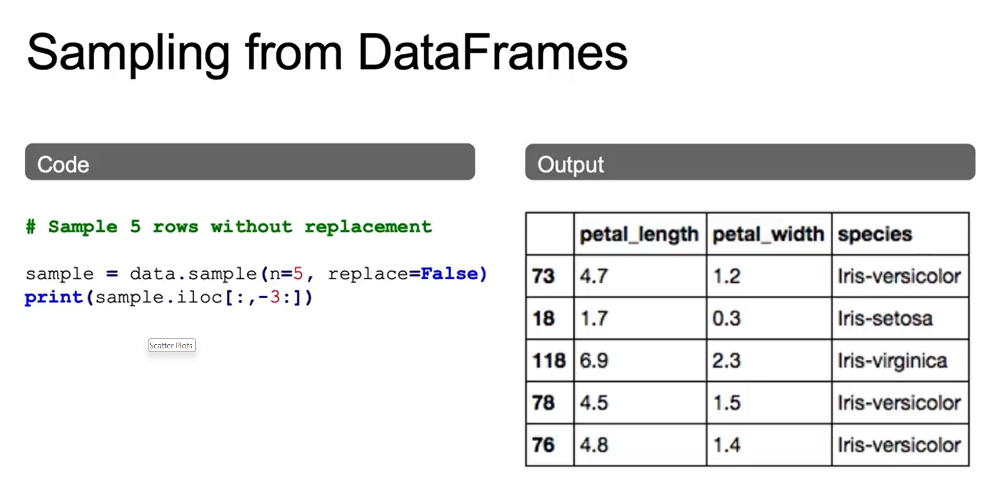 Sampling from DataFrames
Code
# Sample 5 rows without replacement
sample = data.sample(n=5, replace=False)
print(sample.iloc[:,-3:])
Scatter Plots
Output
petal_length petal_width species
73 4.7 1.2 Iris-versicolor
18 1.7 0.3 Iris-setosa
118 6.9 2.3 Iris-virginica
78 4.5 1.5 Iris-versicolor
76 4.8 1.4 Iris-versicolor